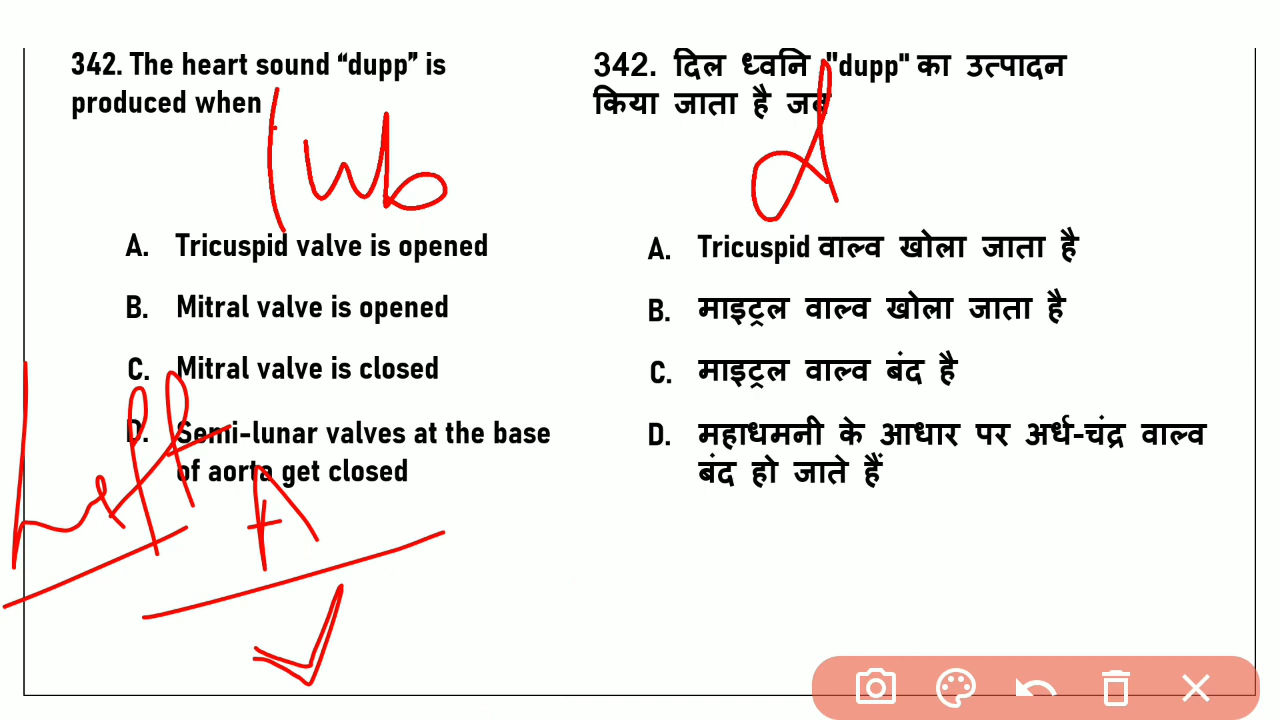 342. The heart sound “dupp” is
produced when
lub
A. Tricuspid valve is opened
B. Mitral valve is opened
C. Mitral valve is closed
D. Semi-lunar valves at the base
of aorta get closed
Left
A
342. दिल ध्वनि "dupp" का उत्पादन
किया जाता है जब
d
A. Tricuspid वाल्व खोला जाता है
B. माइट्रल वाल्व खोला जाता है
C. माइट्रल वाल्व बंद है
D. महाधमनी के आधार पर अर्ध-चंद्र वाल्व
बंद हो जाते हैं